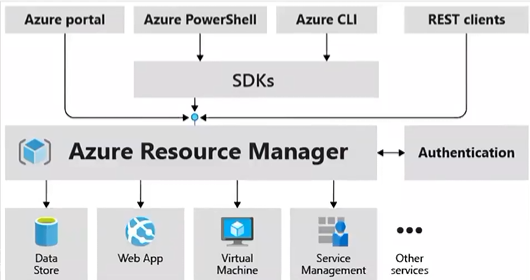 Azure portal
Azure PowerShell
Azure CLI
REST clients
SDKs
Azure Resource Manager
Authentication
Data
Store
Web App
Virtual
Machine
Service
Management
Other
services